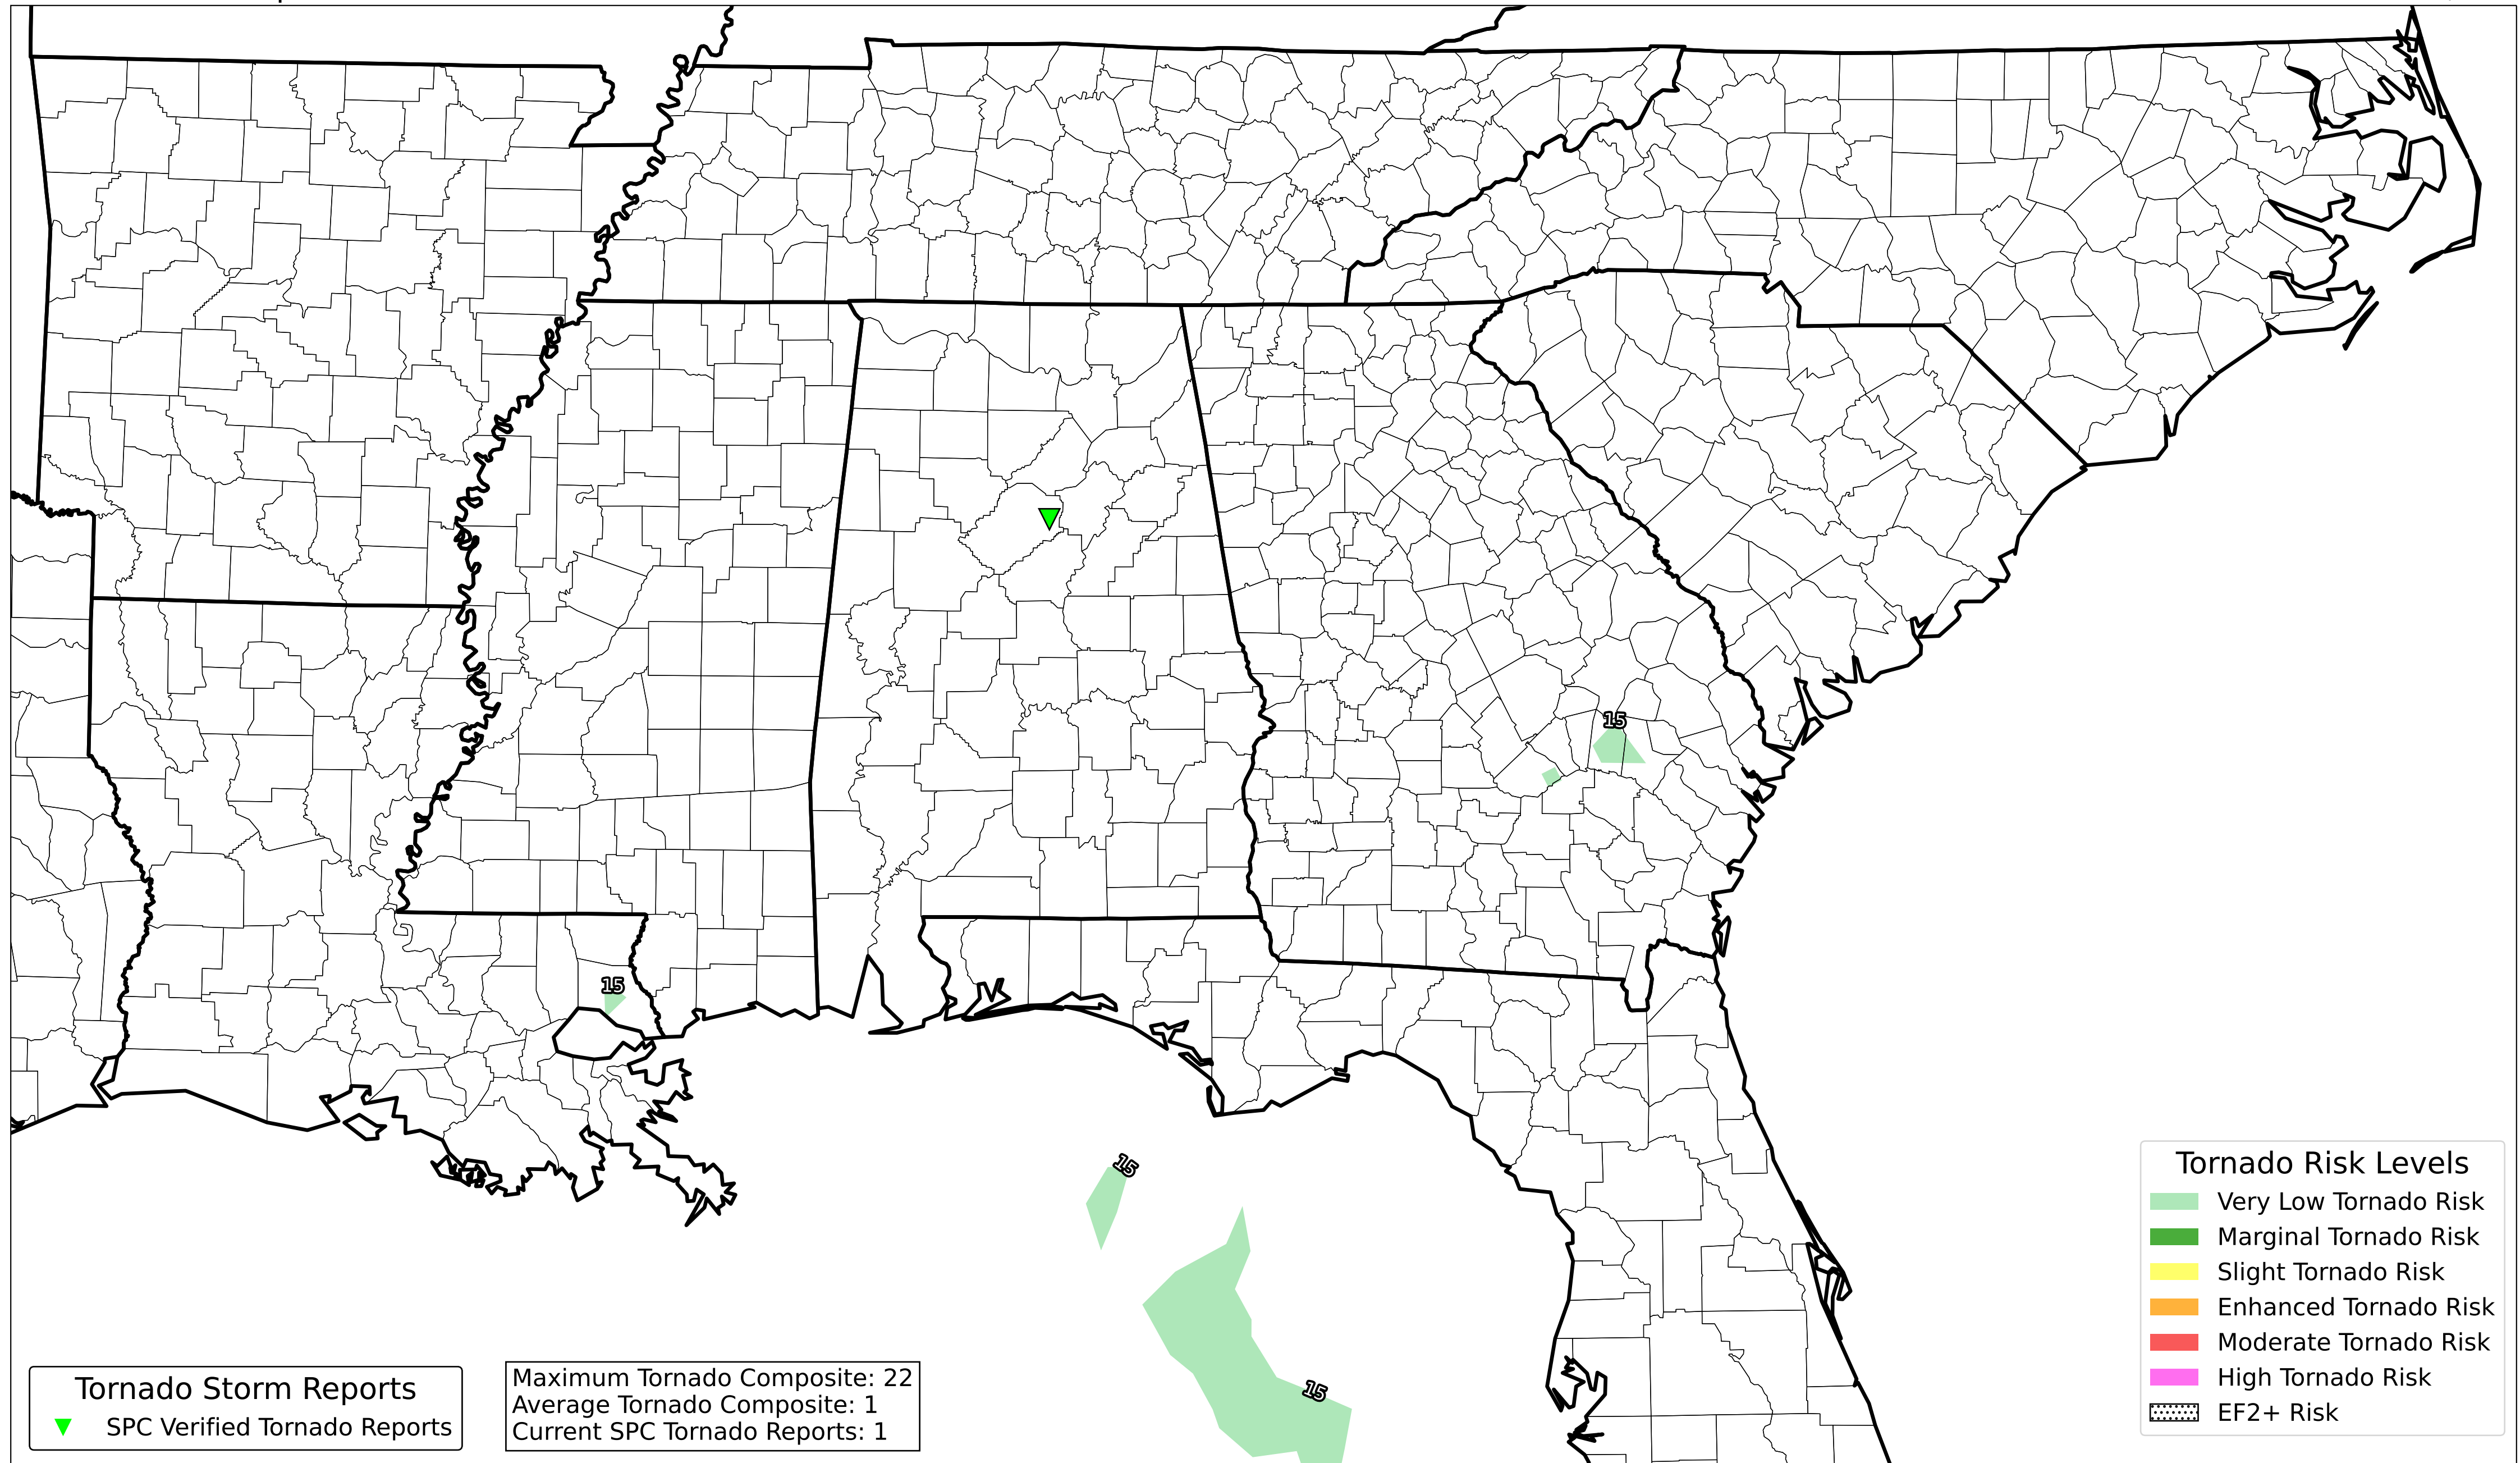 15
15
15
15
Tornado Risk Levels
Very Low Tornado Risk
Marginal Tornado Risk
Slight Tornado Risk
Enhanced Tornado Risk
Moderate Tornado Risk
High Tornado Risk
EF2+ Risk
Tornado Storm Reports
SPC Verified Tornado Reports
Maximum Tornado Composite: 22
Average Tornado Composite: 1
Current SPC Tornado Reports: 1